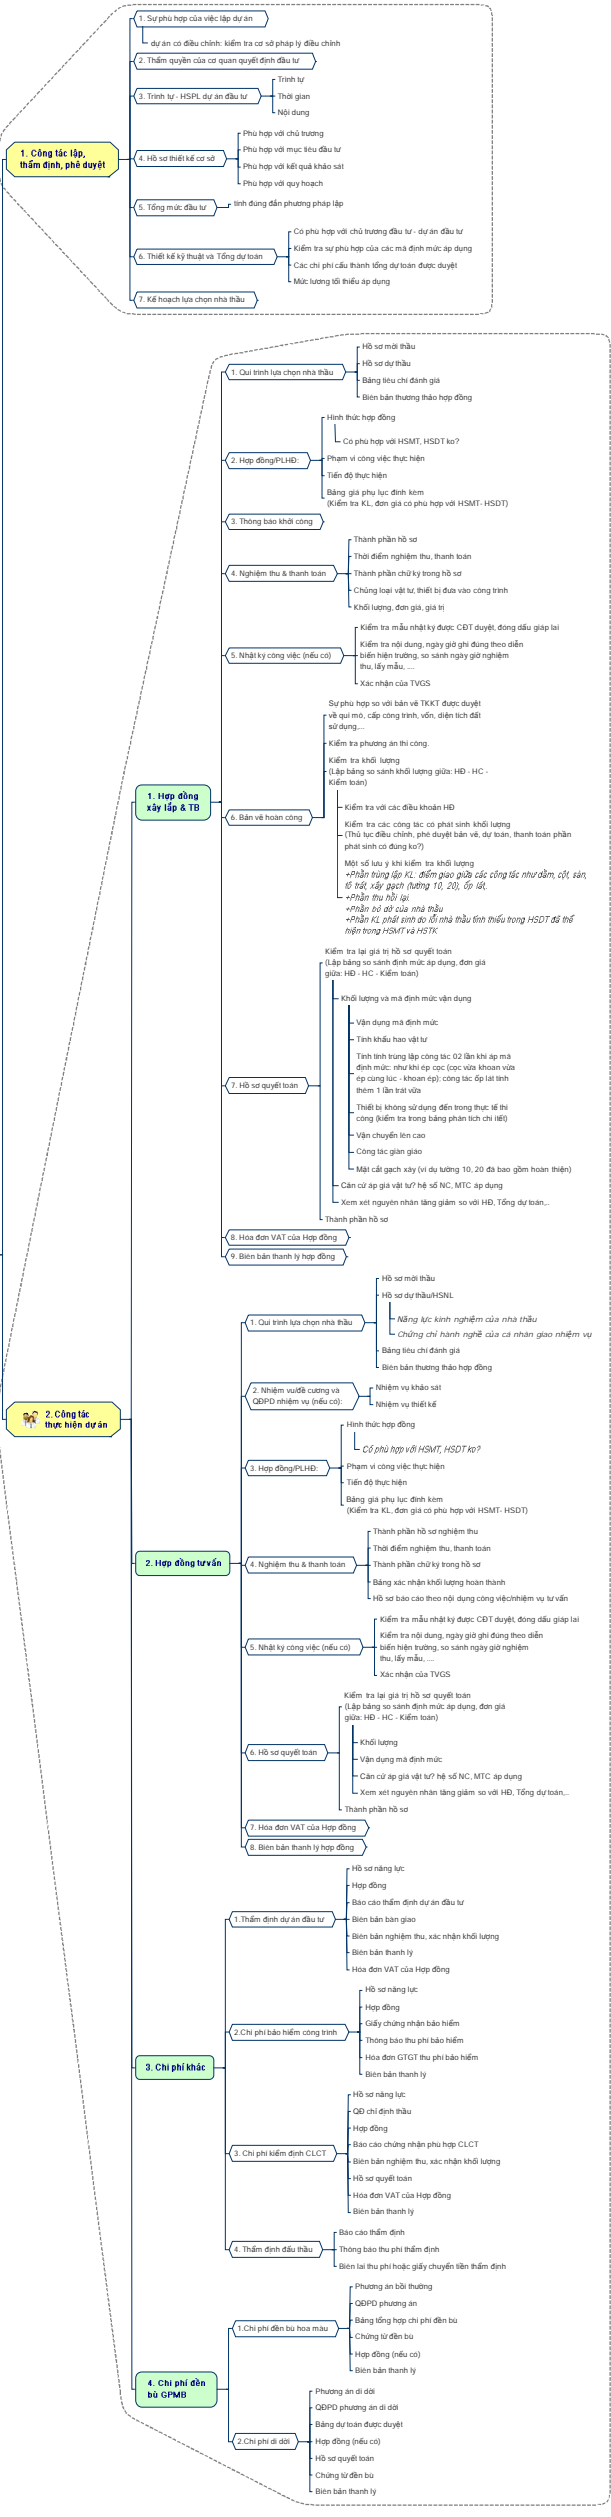 1. Sự phù hợp của việc lập dự án
dự án có điều chỉnh: kiểm tra cơ sở pháp lý điều chỉnh
2. Thẩm quyền của cơ quan quyết định đầu tư
3. Trình tự - HSPL dự án đầu tư
Trình tự
Thời gian
Nội dung
1. Công tác lập,
thẩm định, phê duyệt
4. Hồ sơ thiết kế cơ sở
Phù hợp với chủ trương
Phù hợp với mục tiêu đầu tư
Phù hợp với kết quả khảo sát
Phù hợp với quy hoạch
5. Tổng mức đầu tư
tính đúng đắn phương pháp lập
6. Thiết kế kỹ thuật và Tổng dự toán
Có phù hợp với chủ trương đầu tư - dự án đầu tư
Kiểm tra sự phù hợp của các mã định mức áp dụng
Các chi phí cấu thành tổng dự toán được duyệt
Mức lương tối thiểu áp dụng
7. Kế hoạch lựa chọn nhà thầu
1. Qui trình lựa chọn nhà thầu
Hồ sơ mời thầu
Hồ sơ dự thầu
Bảng tiêu chí đánh giá
Biên bản thương thảo hợp đồng
2. Hợp đồng/PLHĐ:
Hình thức hợp đồng
Có phù hợp với HSMT, HSDT ko?
Phạm vi công việc thực hiện
Tiến độ thực hiện
Bảng giá phụ lục đính kèm
(Kiểm tra KL, đơn giá có phù hợp với HSMT- HSDT)
3. Thông báo khởi công
4. Nghiệm thu & thanh toán
Thành phần hồ sơ
Thời điểm nghiệm thu, thanh toán
Thành phần chữ ký trong hồ sơ
Chủng loại vật tư, thiết bị đưa vào công trình
Khối lượng, đơn giá, giá trị
5. Nhật ký công việc (nếu có)
Kiểm tra mẫu nhật ký được CĐT duyệt, đóng dấu giáp lai
Kiểm tra nội dung, ngày giờ ghi đúng theo diễn
biến hiện trường, so sánh ngày giờ nghiệm
thu, lấy mẫu, ....
Xác nhận của TVGS
1. Hợp đồng
xây lắp & TB
6. Bản vẽ hoàn công
Sự phù hợp so với bản vẽ TKKT được duyệt
về qui mô, cấp công trình, vốn, diện tích đất
sử dụng,...
Kiểm tra phương án thi công.
Kiểm tra khối lượng
(Lập bảng so sánh khối lượng giữa: HĐ - HC -
Kiểm toán)
Kiểm tra với các điều khoản HĐ
Kiểm tra các công tác có phát sinh khối lượng
(Thủ tục điều chỉnh, phê duyệt bản vẽ, dự toán, thanh toán phần
phát sinh có đúng ko?)
Một số lưu ý khi kiểm tra khối lượng
+Phần trùng lặp KL: điểm giao giữa các công tác như dầm, cột, sàn,
tô trát, xây gạch (tường 10, 20), ốp lát.
+Phần thu hồi lại.
+Phần bỏ dở của nhà thầu
+Phần KL phát sinh do lỗi nhà thầu tính thiếu trong HSDT đã thể
hiện trong HSMT và HSTK
7. Hồ sơ quyết toán
Kiểm tra lại giá trị hồ sơ quyết toán
(Lập bảng so sánh định mức áp dụng, đơn giá
giữa: HĐ - HC - Kiểm toán)
Khối lượng và mã định mức vận dụng
Vận dụng mã định mức
Tính khấu hao vật tư
Tính tính trùng lập công tác 02 lần khi áp mã
định mức: như khi ép cọc (cọc vừa khoan vừa
ép cùng lúc - khoan ép); công tác ốp lát tính
thêm 1 lần trát vữa
Thiết bị không sử dụng đến trong thực tế thi
công (kiểm tra trong bảng phân tích chi tiết)
Vận chuyển lên cao
Công tác giàn giáo
Mặt cắt gạch xây (ví dụ tường 10, 20 đã bao gồm hoàn thiện)
Căn cứ áp giá vật tư? hệ số NC, MTC áp dụng
Xem xét nguyên nhân tăng giảm so với HĐ, Tổng dự toán,..
Thành phần hồ sơ
8. Hóa đơn VAT của Hợp đồng
9. Biên bản thanh lý hợp đồng
2. Công tác
thực hiện dự án
1. Qui trình lựa chọn nhà thầu
Hồ sơ mời thầu
Hồ sơ dự thầu/HSNL
Năng lực kinh nghiệm của nhà thầu
Chứng chỉ hành nghề của cá nhân giao nhiệm vụ
Bảng tiêu chí đánh giá
Biên bản thương thảo hợp đồng
2. Nhiệm vu/đề cương và
QĐPD nhiệm vụ (nếu có):
Nhiệm vụ khảo sát
Nhiệm vụ thiết kế
3. Hợp đồng/PLHĐ:
Hình thức hợp đồng
Có phù hợp với HSMT, HSDT ko?
Phạm vi công việc thực hiện
Tiến độ thực hiện
Bảng giá phụ lục đính kèm
(Kiểm tra KL, đơn giá có phù hợp với HSMT- HSDT)
2. Hợp đồng tư vấn
4. Nghiệm thu & thanh toán
Thành phần hồ sơ nghiệm thu
Thời điểm nghiệm thu, thanh toán
Thành phần chữ ký trong hồ sơ
Bảng xác nhận khối lượng hoàn thành
Hồ sơ báo cáo theo nội dung công việc/nhiệm vụ tư vấn
5. Nhật ký công việc (nếu có)
Kiểm tra mẫu nhật ký được CĐT duyệt, đóng dấu giáp lai
Kiểm tra nội dung, ngày giờ ghi đúng theo diễn
biến hiện trường, so sánh ngày giờ nghiệm
thu, lấy mẫu, ....
Xác nhận của TVGS
6. Hồ sơ quyết toán
Kiểm tra lại giá trị hồ sơ quyết toán
(Lập bảng so sánh định mức áp dụng, đơn giá
giữa: HĐ - HC - Kiểm toán)
Khối lượng
Vận dụng mã định mức
Căn cứ áp giá vật tư? hệ số NC, MTC áp dụng
Xem xét nguyên nhân tăng giảm so với HĐ, Tổng dự toán,..
Thành phần hồ sơ
7. Hóa đơn VAT của Hợp đồng
8. Biên bản thanh lý hợp đồng
1.Thẩm định dự án đầu tư
Hồ sơ năng lực
Hợp đồng
Báo cáo thẩm định dự án đầu tư
Biên bản bàn giao
Biên bản nghiệm thu, xác nhận khối lượng
Biên bản thanh lý
Hóa đơn VAT của Hợp đồng
3. Chi phí khác
2.Chi phí bảo hiểm công trình
Hồ sơ năng lực
Hợp đồng
Giấy chứng nhận bảo hiểm
Thông báo thu phí bảo hiểm
Hóa đơn GTGT thu phí bảo hiểm
Biên bản thanh lý
3. Chi phí kiểm định CLCT
Hồ sơ năng lực
QĐ chỉ định thầu
Hợp đồng
Báo cáo chứng nhận phù hợp CLCT
Biên bản nghiệm thu, xác nhận khối lượng
Hồ sơ quyết toán
Hóa đơn VAT của Hợp đồng
Biên bản thanh lý
4. Thẩm định đấu thầu
Báo cáo thẩm định
Thông báo thu phí thẩm định
Biên lai thu phí hoặc giấy chuyển tiền thẩm định
1.Chi phí đền bù hoa màu
Phương án bồi thường
QĐPD phương án
Bảng tổng hợp chi phí đền bù
Chứng từ đền bù
Hợp đồng (nếu có)
Biên bản thanh lý
4. Chi phí đền
bù GPMB
2.Chi phí di dời
Phương án di dời
QĐPD phương án di dời
Bảng dự toán được duyệt
Hợp đồng (nếu có)
Hồ sơ quyết toán
Chứng từ đền bù
Biên bản thanh lý